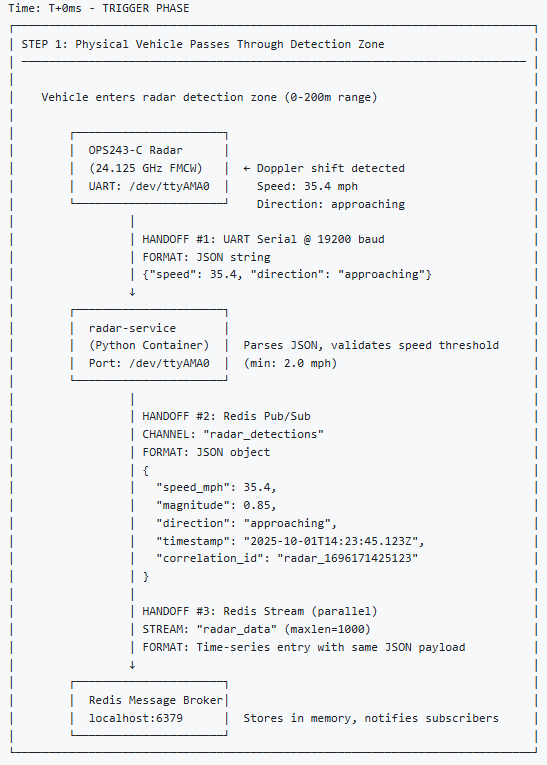 Time: T+0ms - TRIGGER PHASE
STEP 1: Physical Vehicle Passes Through Detection Zone
Vehicle enters radar detection zone (0-200m range)
OPS243-C Radar
(24.125 GHz FMCW) ← Doppler shift detected
UART: /dev/ttyAMA0 Speed: 35.4 mph
Direction: approaching
HANDOFF #1: UART Serial @ 19200 baud
FORMAT: JSON string
{"speed": 35.4, "direction": "approaching"}
↓
radar-service
(Python Container) Parses JSON, validates speed threshold
Port: /dev/ttyAMA0 (min: 2.0 mph)
HANDOFF #2: Redis Pub/Sub
CHANNEL: "radar_detections"
FORMAT: JSON object
{
"speed_mph": 35.4,
"magnitude": 0.85,
"direction": "approaching",
"timestamp": "2025-10-01T14:23:45.123Z",
"correlation_id": "radar_1696171425123"
}
HANDOFF #3: Redis Stream (parallel)
STREAM: "radar_data" (maxlen=1000)
FORMAT: Time-series entry with same JSON payload
↓
Redis Message Broker
localhost:6379 Stores in memory, notifies subscribers